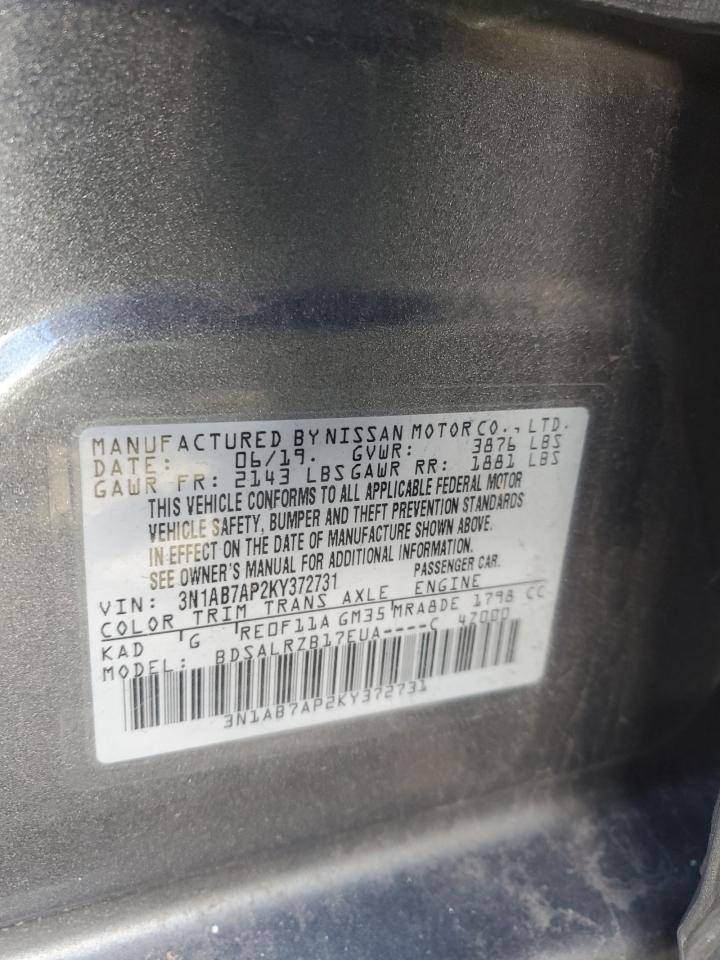 MANUFACTURED BY NISSAN MOTOR CO., LTD.
DATE: 06/19. GVWR: 3876 LBS
GAWR FR: 2143 LBS GAWR RR: 1881 LBS
THIS VEHICLE CONFORMS TO ALL APPLICABLE FEDERAL MOTOR
VEHICLE SAFETY, BUMPER AND THEFT PREVENTION STANDARDS
IN EFFECT ON THE DATE OF MANUFACTURE SHOWN ABOVE.
SEE OWNER'S MANUAL FOR ADDITIONAL INFORMATION.
VIN: 3N1AB7AP2KY372731 PASSENGER CAR.
COLOR TRIM TRANS AXLE ENGINE
KAD G RE0F11A GM35 MRA8DE 1798 CC
MODEL: BDSALRZB17EUA----C 47000
3N1AB7AP2KY372731